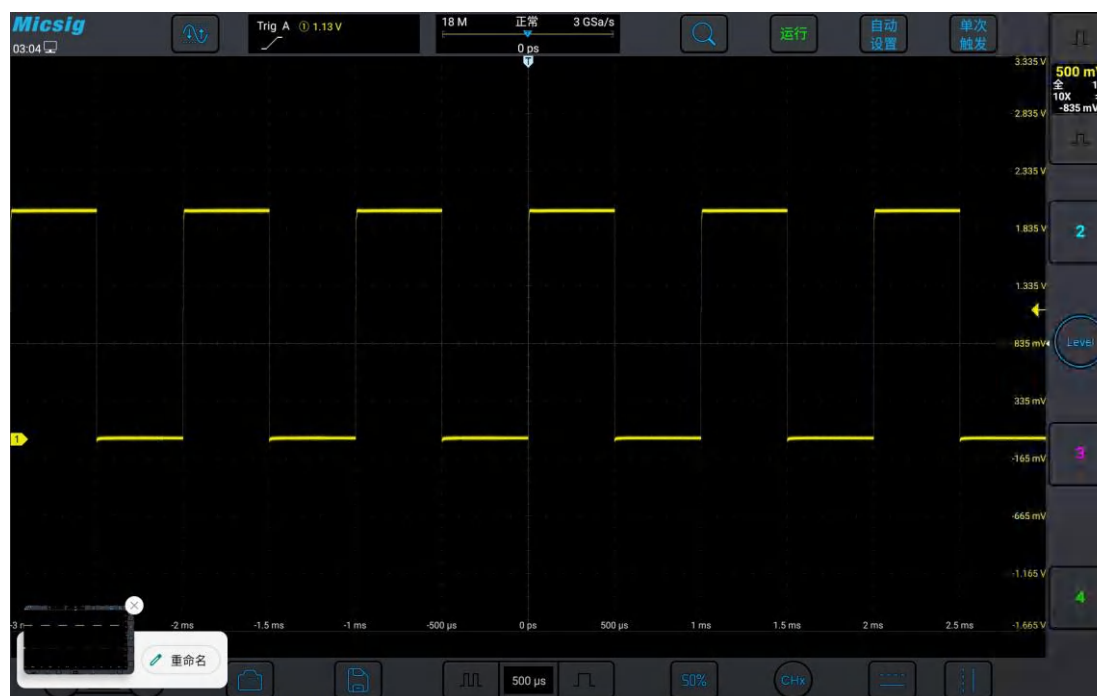 Micsig
03:04
Trig A ① 1.13 V
18 M 正常 3 GSa/s
0 ps
T
运行
自动
设置
单次
触发
3.335 V
500 m
全 1
10X
-835 mV
2.835 V
2.335 V
1.835 V
2
1.335 V
835 mV
Level
335 mV
1
-165 mV
3
-665 mV
-1.165 V
4
-2 ms -1.5 ms -1 ms -500 μs 0 ps 500 μs 1 ms 1.5 ms 2 ms 2.5 ms -1.665 V
重命名
500 μs
50%
CHx